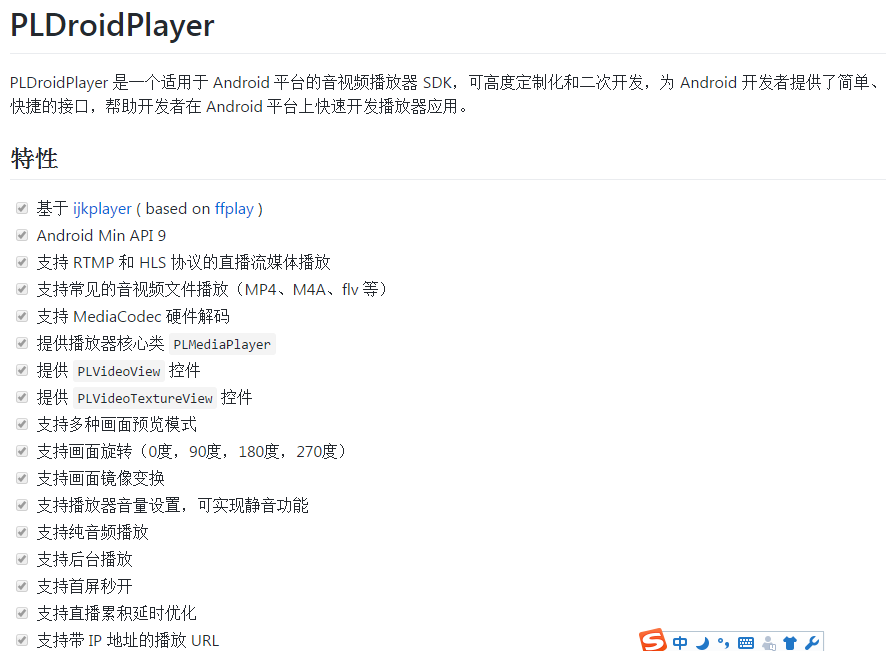 PLDroidPlayer
PLDroidPlayer 是一个适用于 Android 平台的音视频播放器 SDK，可高度定制化和二次开发，为 Android 开发者提供了简单、
快捷的接口，帮助开发者在 Android 平台上快速开发播放器应用。
特性
基于 ijkplayer ( based on ffplay )
Android Min API 9
支持 RTMP 和 HLS 协议的直播流媒体播放
支持常见的音视频文件播放（MP4、M4A、flv 等）
支持 MediaCodec 硬件解码
提供播放器核心类 PLMediaPlayer
提供 PLVideoView 控件
提供 PLVideoTextureView 控件
支持多种画面预览模式
支持画面旋转（0度，90度，180度，270度）
支持画面镜像变换
支持播放器音量设置，可实现静音功能
支持纯音频播放
支持后台播放
支持首屏秒开
支持直播累积延时优化
支持带 IP 地址的播放 URL
S 中